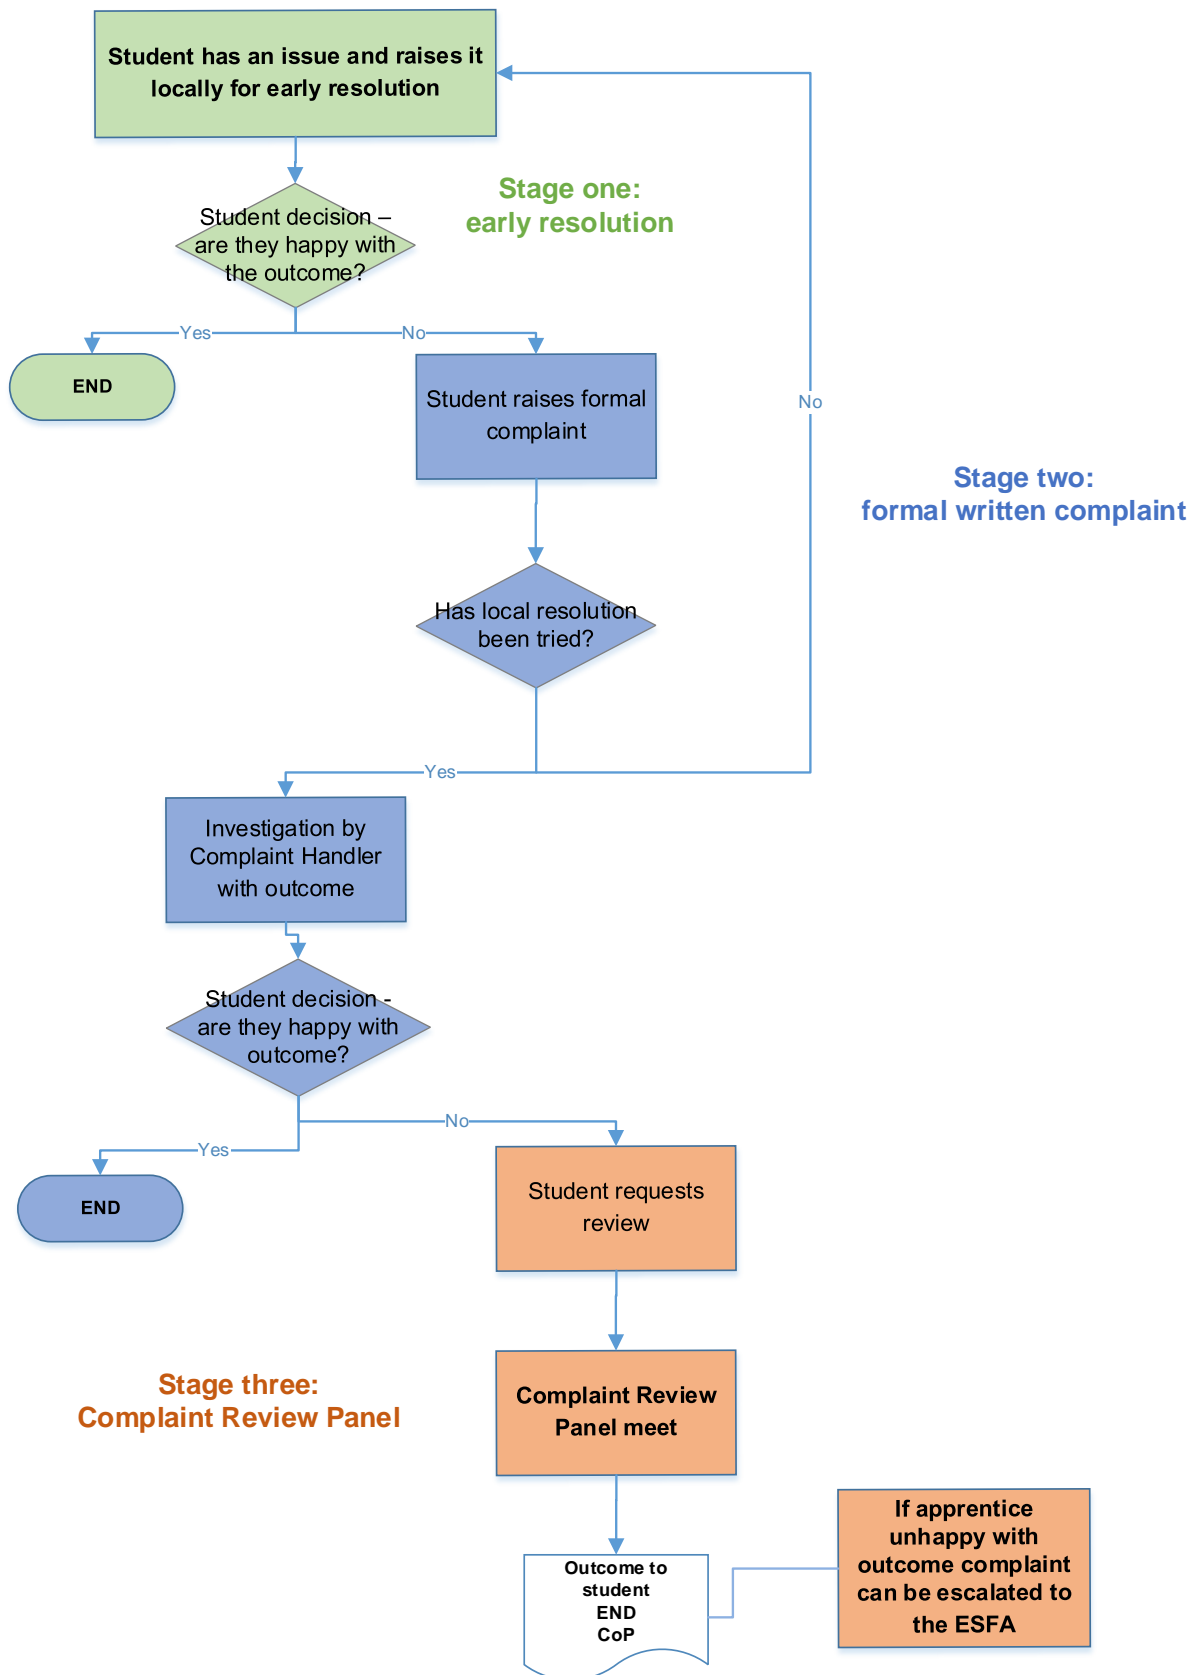 Student has an issue and raises it
locally for early resolution
Stage one:
early resolution
Student decision –
are they happy with
the outcome?
Yes
No
END
Student raises formal
complaint
No
Stage two:
formal written complaint
Has local resolution
been tried?
Yes
Investigation by
Complaint Handler
with outcome
Student decision -
are they happy with
outcome?
No
Yes
END
Student requests
review
Stage three:
Complaint Review Panel
Complaint Review
Panel meet
Outcome to
student
END
CoP
If apprentice
unhappy with
outcome complaint
can be escalated to
the ESFA